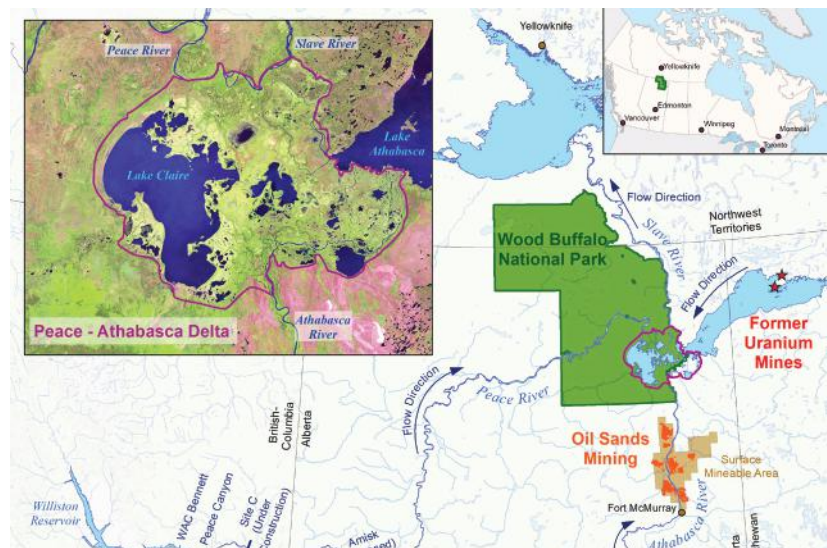 Peace River
Slave River
Lake
Athabasca
Lake Claire
Peace - Athabasca Delta
Athabasca
River
Yellowknife
Yellowknife
Edmonton
Vancouver
Winnipeg
Montreal
Toronto
Flow Direction
Slave River
Northwest
Territories
Wood Buffalo
National Park
Flow Direction
Former
Uranium
Mines
Flow Direction
Peace River
British-
Columbia
Alberta
Oil Sands
Mining
Surface
Mineable Area
Fort McMurray
Athabasca River
Williston
Reservoir
WAC Bennett
Peace Canyon
Site C
(Under
Construction)
Amisk